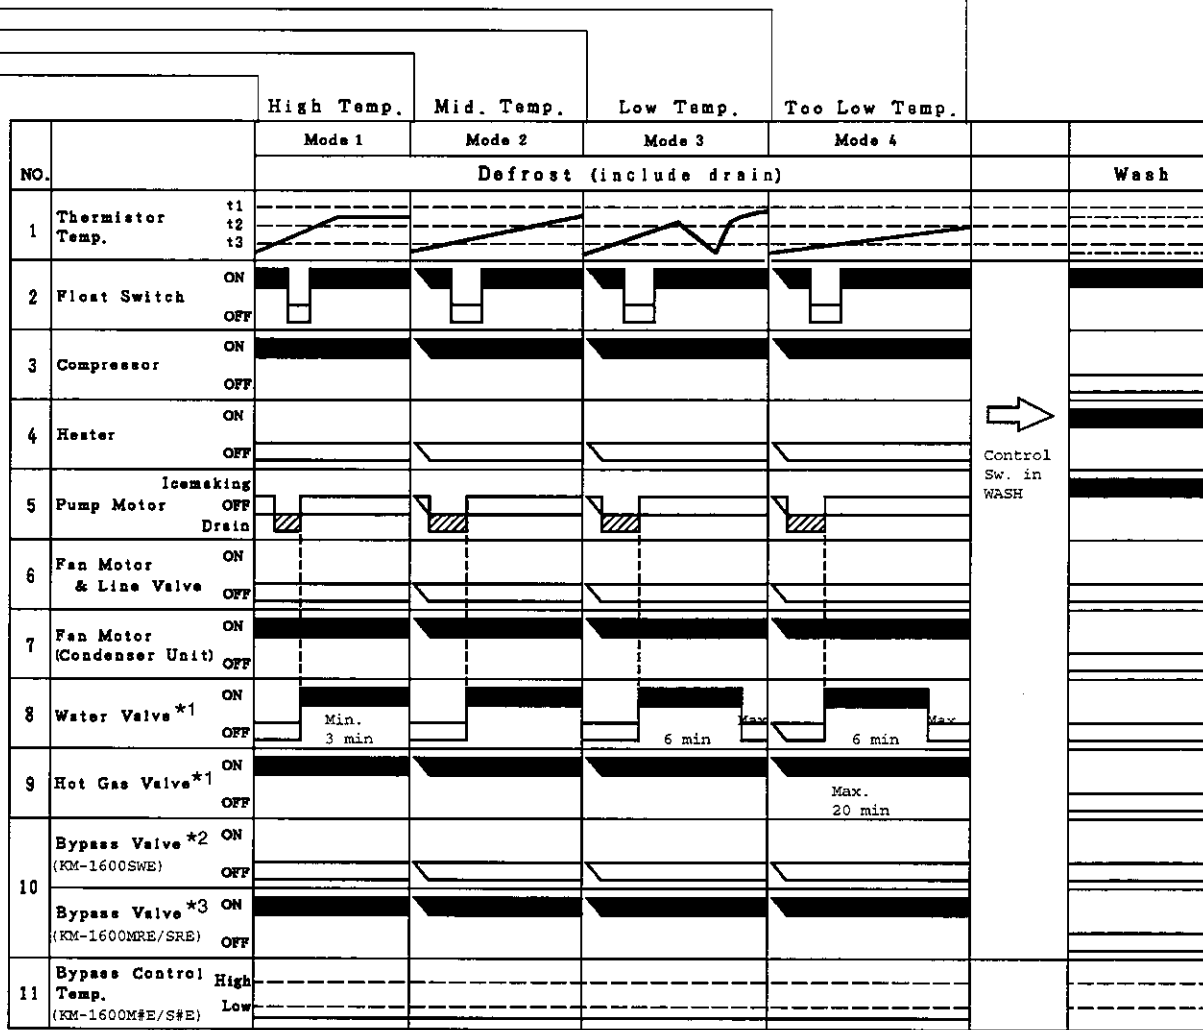 High Temp. Mid. Temp. Low Temp. Too Low Temp.
Mode 1 Mode 2 Mode 3 Mode 4
NO. Defrost (include drain) Wash
1 Thermistor Temp. t1 t2 t3
2 Float Switch ON OFF
3 Compressor ON OFF
4 Heater ON OFF
Control Sw. in WASH
5 Pump Motor Icemaking OFF Drain
6 Fan Motor & Line Valve ON OFF
7 Fan Motor (Condenser Unit) ON OFF
8 Water Valve *1 ON OFF Min. 3 min Max 6 min Max 6 min
9 Hot Gas Valve *1 ON OFF Max. 20 min
10 Bypass Valve *2 (KM-1600SWE) ON OFF
Bypass Valve *3 (KM-1600MRE/SRE) ON OFF
11 Bypass Control Temp. (KM-1600M#E/S#E) High Low